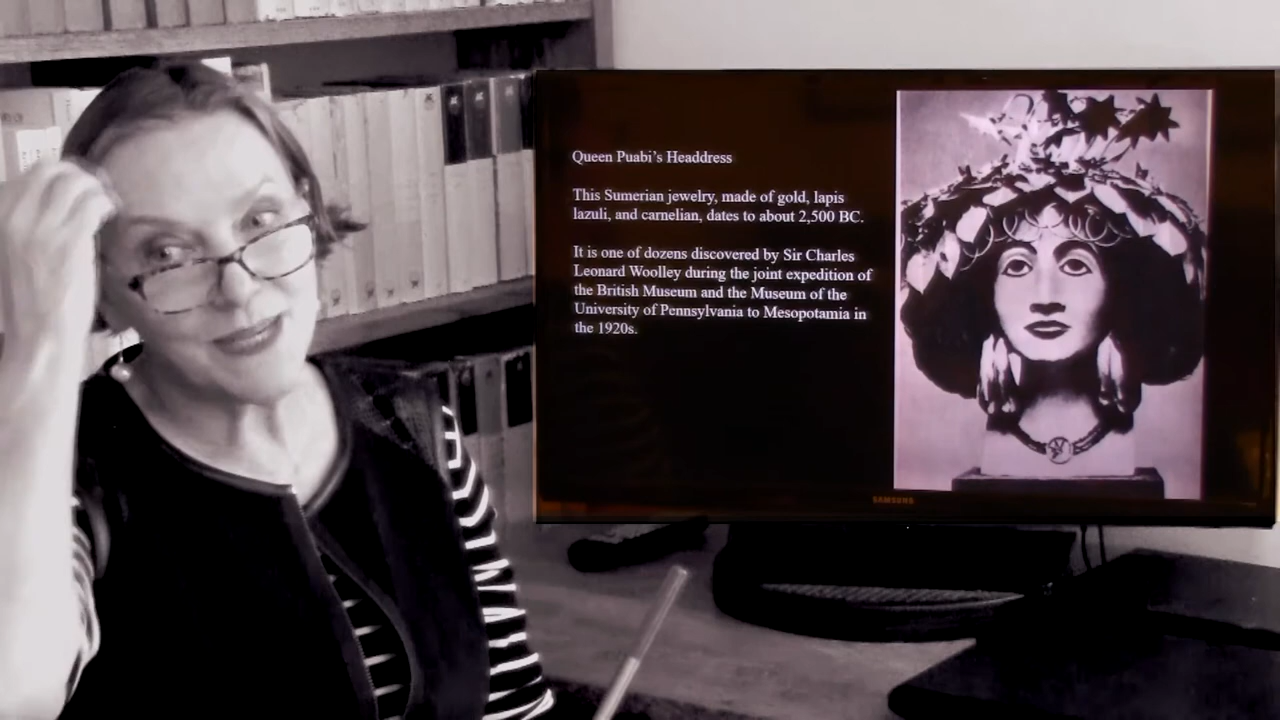 Queen Puabi's Headdress
This Sumerian jewelry, made of gold, lapis
lazuli, and carnelian, dates to about 2,500 BC.
It is one of dozens discovered by Sir Charles
Leonard Woolley during the joint expedition of
the British Museum and the Museum of the
University of Pennsylvania to Mesopotamia in
the 1920s.
SAMSUNG